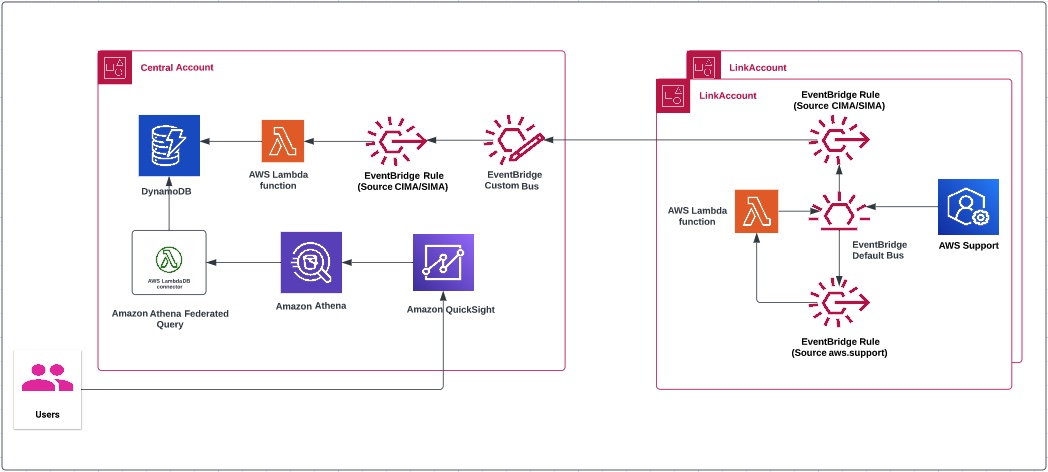 Central Account
DynamoDB
AWS Lambda
function
EventBridge Rule
(Source CIMA/SIMA)
EventBridge
Custom Bus
AWS LambdaDB
connector
Amazon Athena Federated
Query
Amazon Athena
Amazon QuickSight
Users
LinkAccount
LinkAccount
EventBridge Rule
(Source CIMA/SIMA)
AWS Lambda
function
EventBridge
Default Bus
AWS Support
EventBridge Rule
(Source aws.support)